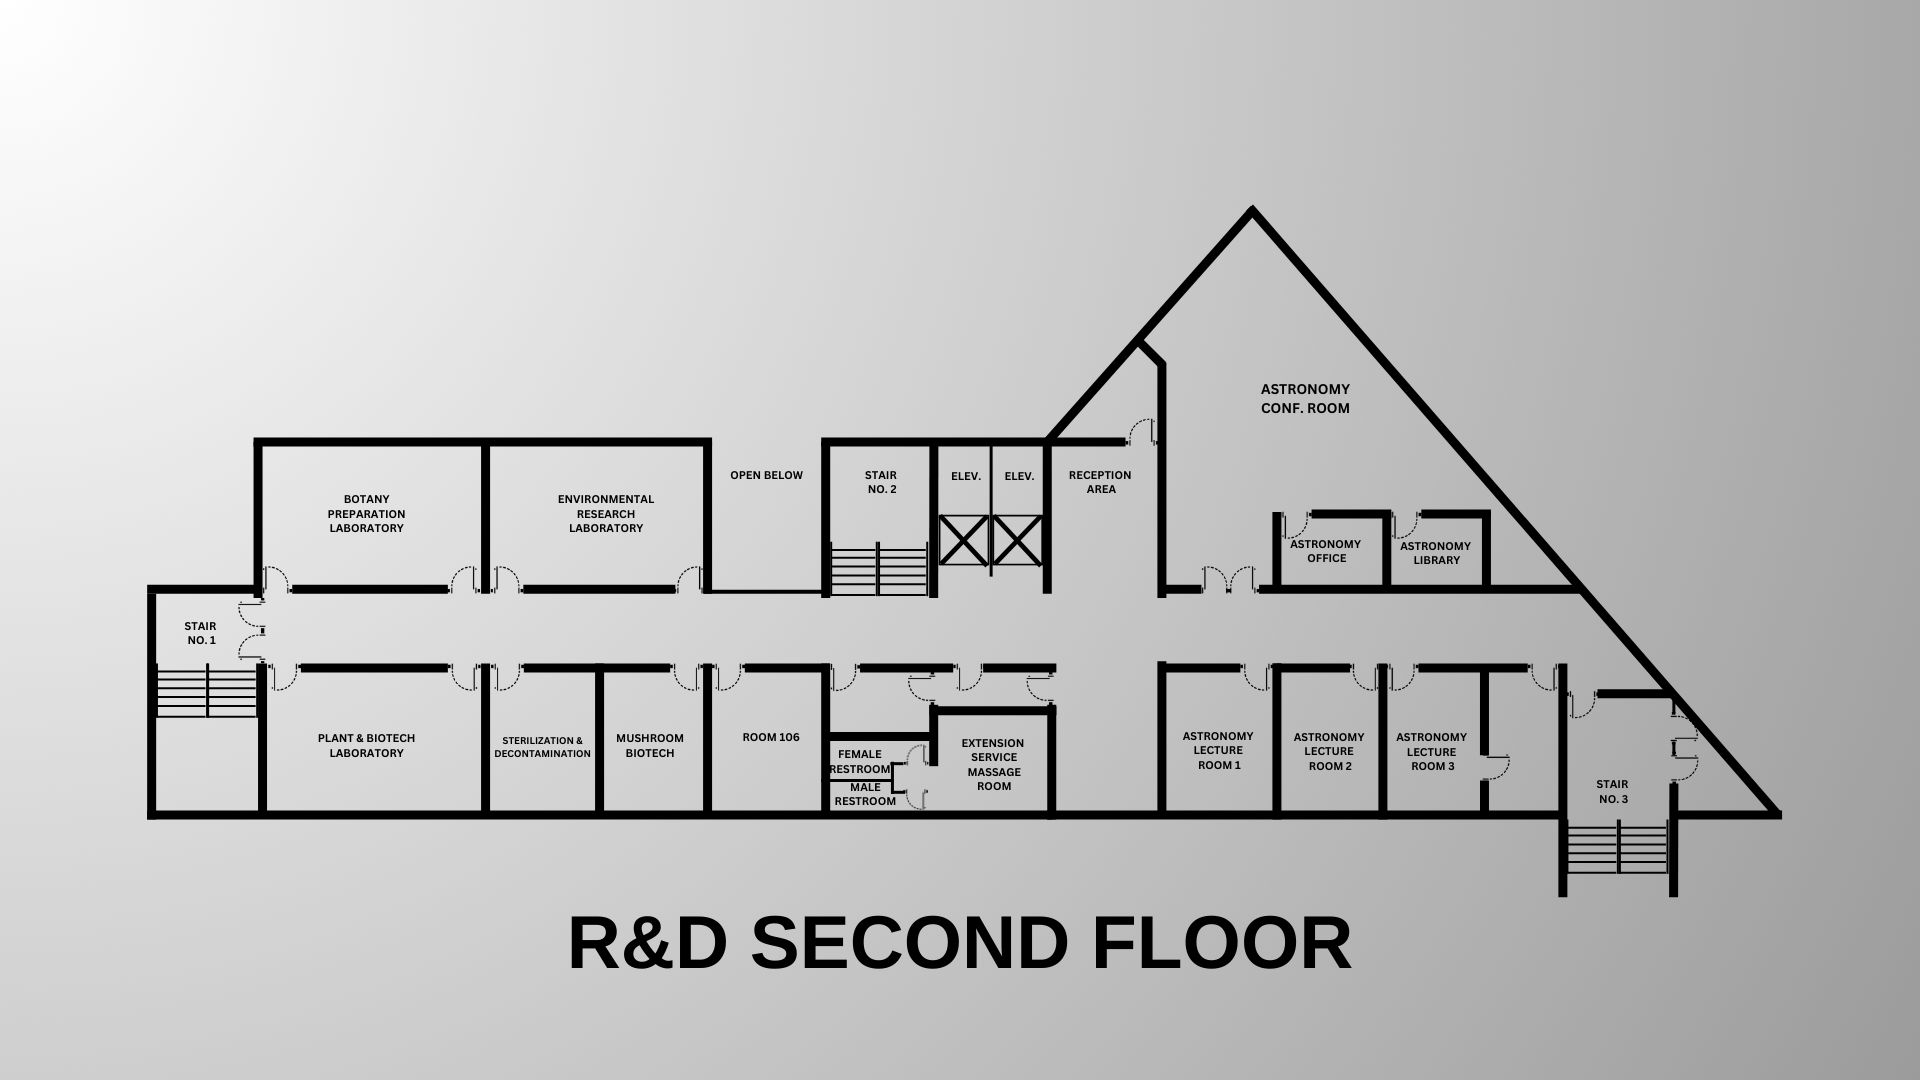 ASTRONOMY
CONF. ROOM
OPEN BELOW
STAIR
NO. 2
ELEV.
ELEV.
RECEPTION
AREA
BOTANY
PREPARATION
LABORATORY
ENVIRONMENTAL
RESEARCH
LABORATORY
ASTRONOMY
OFFICE
ASTRONOMY
LIBRARY
STAIR
NO. 1
PLANT & BIOTECH
LABORATORY
STERILIZATION &
DECONTAMINATION
MUSHROOM
BIOTECH
ROOM 106
FEMALE
RESTROOM
MALE
RESTROOM
EXTENSION
SERVICE
MASSAGE
ROOM
ASTRONOMY
LECTURE
ROOM 1
ASTRONOMY
LECTURE
ROOM 2
ASTRONOMY
LECTURE
ROOM 3
STAIR
NO. 3
R&D SECOND FLOOR